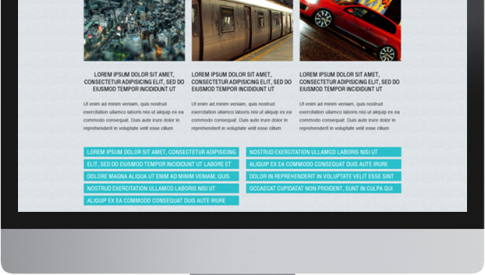 LOREM IPSUM DOLOR SIT AMET,
CONSECTETUR ADIPISCING ELIT, SED DO
EIUSMOD TEMPOR INCIDIDUNT UT
LOREM IPSUM DOLOR SIT AMET,
CONSECTETUR ADIPISCING ELIT, SED DO
EIUSMOD TEMPOR INCIDIDUNT UT
LOREM IPSUM DOLOR SIT AMET,
CONSECTETUR ADIPISCING ELIT, SED DO
EIUSMOD TEMPOR INCIDIDUNT UT
Ut enim ad minim veniam, quis nostrud
exercitation ullamco laboris nisi ut aliquip ex ea
commodo consequat. Duis aute irure dolor in
reprehenderit in voluptate velit esse cillum
Ut enim ad minim veniam, quis nostrud
exercitation ullamco laboris nisi ut aliquip ex ea
commodo consequat. Duis aute irure dolor in
reprehenderit in voluptate velit esse cillum
Ut enim ad minim veniam, quis nostrud
exercitation ullamco laboris nisi ut aliquip ex ea
commodo consequat. Duis aute irure dolor in
reprehenderit in voluptate velit esse cillum
LOREM IPSUM DOLOR SIT AMET, CONSECTETUR ADIPISCING
ELIT, SED DO EIUSMOD TEMPOR INCIDIDUNT UT LABORE ET
DOLORE MAGNA ALIQUA UT ENIM AD MINIM VENIAM, QUIS
NOSTRUD EXERCITATION ULLAMCO LABORIS NISI UT
ALIQUIP EX EA COMMODO CONSEQUAT DUIS AUTE IRURE
NOSTRUD EXERCITATION ULLAMCO LABORIS NISI UT
ALIQUIP EX EA COMMODO CONSEQUAT DUIS AUTE IRURE
DOLOR IN REPREHENDERIT IN VOLUPTATE VELIT ESSE CILLUM
OCCAECAT CUPIDATAT NON PROIDENT, SUNT IN CULPA QUI